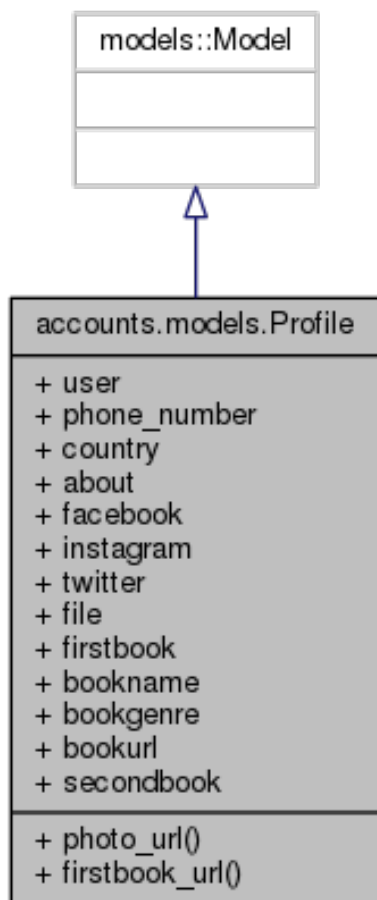 models::Model
accounts.models.Profile
+ user
+ phone_number
+ country
+ about
+ facebook
+ instagram
+ twitter
+ file
+ firstbook
+ bookname
+ bookgenre
+ bookurl
+ secondbook
+ photo_url()
+ firstbook_url()